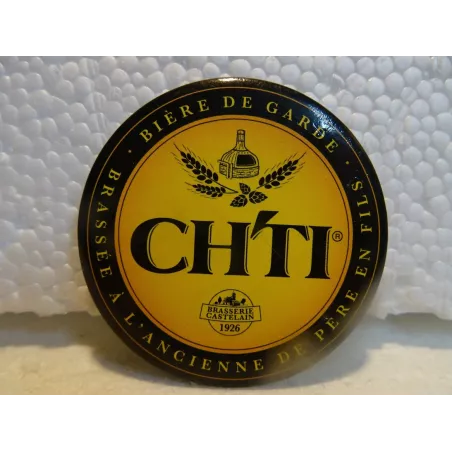 · BIÈRE DE GARDE ·
BRASSÉE À L'ANCIENNE DE PÈRE EN FILS
CH'TI®
BRASSERIE
CASTELAIN
1926